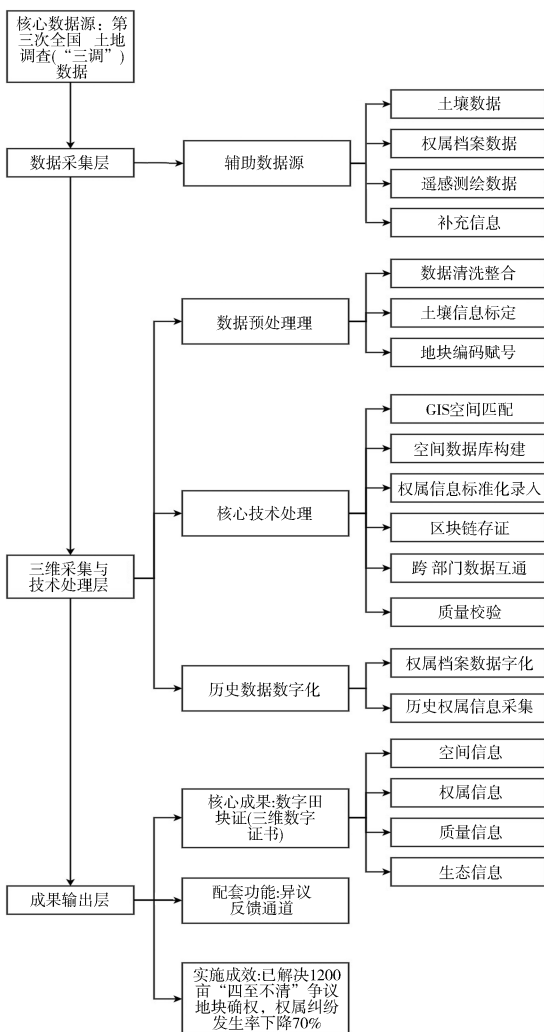 核心数据源：第
三次全国 土地
调查(“三调”)
数据
数据采集层
辅助数据源
土壤数据
权属档案数据
遥感测绘数据
补充信息
数据预处理理
数据清洗整合
土壤信息标定
地块编码赋号
三维采集与
技术处理层
核心技术处理
GIS空间匹配
空间数据库构建
权属信息标准化录入
区块链存证
跨 部门数据互通
质量校验
历史数据数字化
权属档案数据字化
历史权属信息采集
成果输出层
核心成果:数字田
块证(三维数字
证书)
空间信息
权属信息
质量信息
生态信息
配套功能:异议
反馈通道
实施成效:已解决1200
亩“四至不清”争议
地块确权，权属纠纷
发生率下降70%